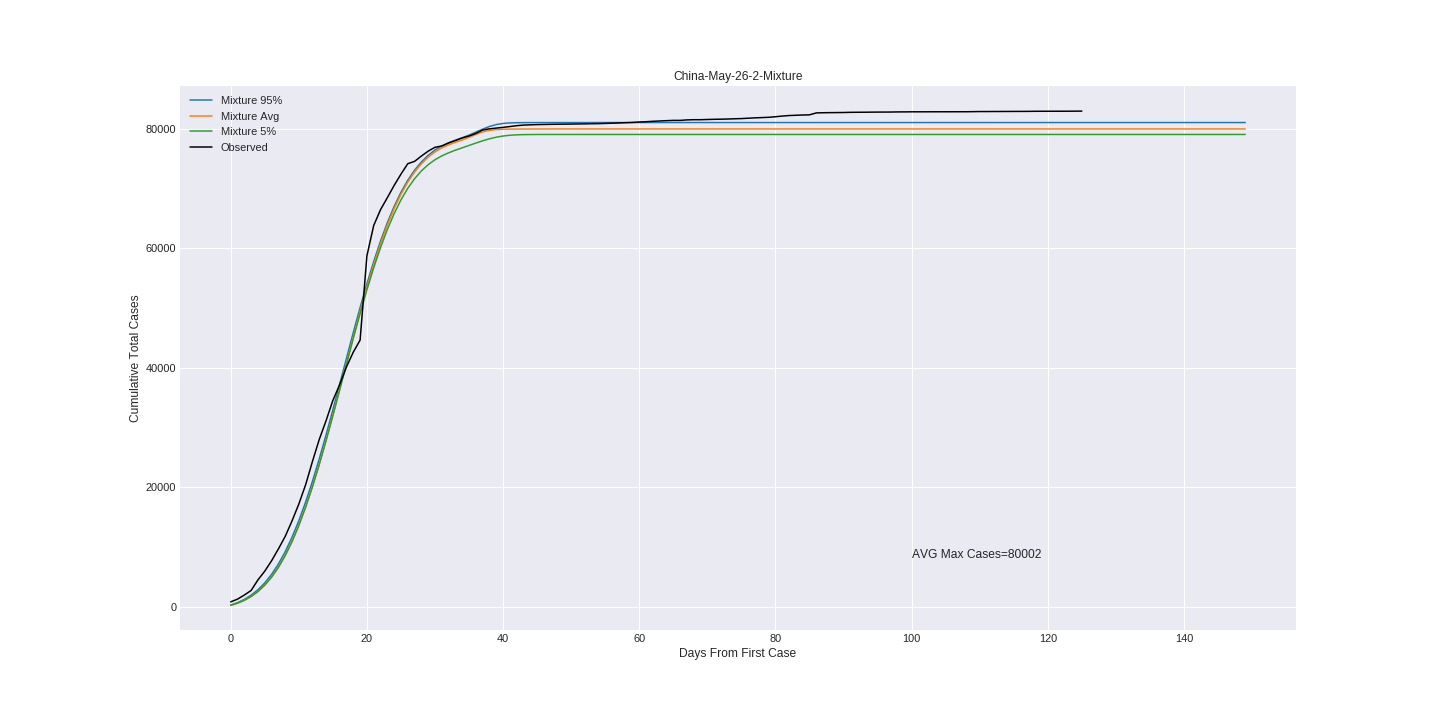 China-May-26-2-Mixture
Mixture 95%
Mixture Avg
Mixture 5%
Observed
80000
60000
40000
20000
0
Cumulative Total Cases
AVG Max Cases=80002
0 20 40 60 80 100 120 140
Days From First Case